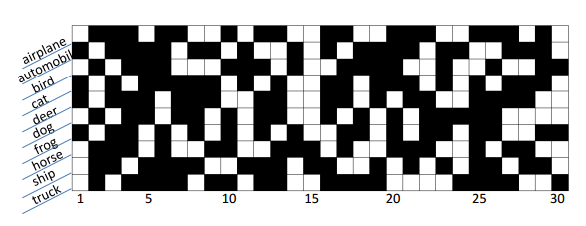 airplane
automobil
bird
cat
deer
dog
frog
horse
ship
truck
1 5 10 15 20 25 30